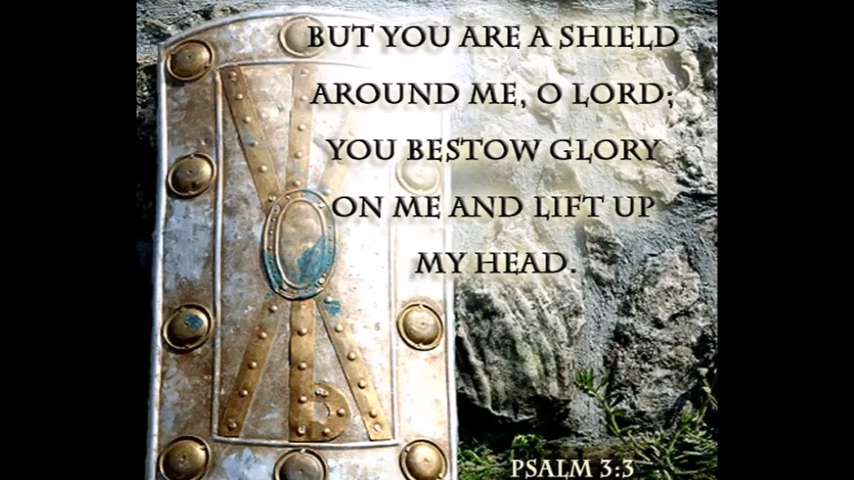 BUT YOU ARE A SHIELD
AROUND ME, O LORD;
YOU BESTOW GLORY
ON ME AND LIFT UP
MY HEAD.
PSALM 3:3